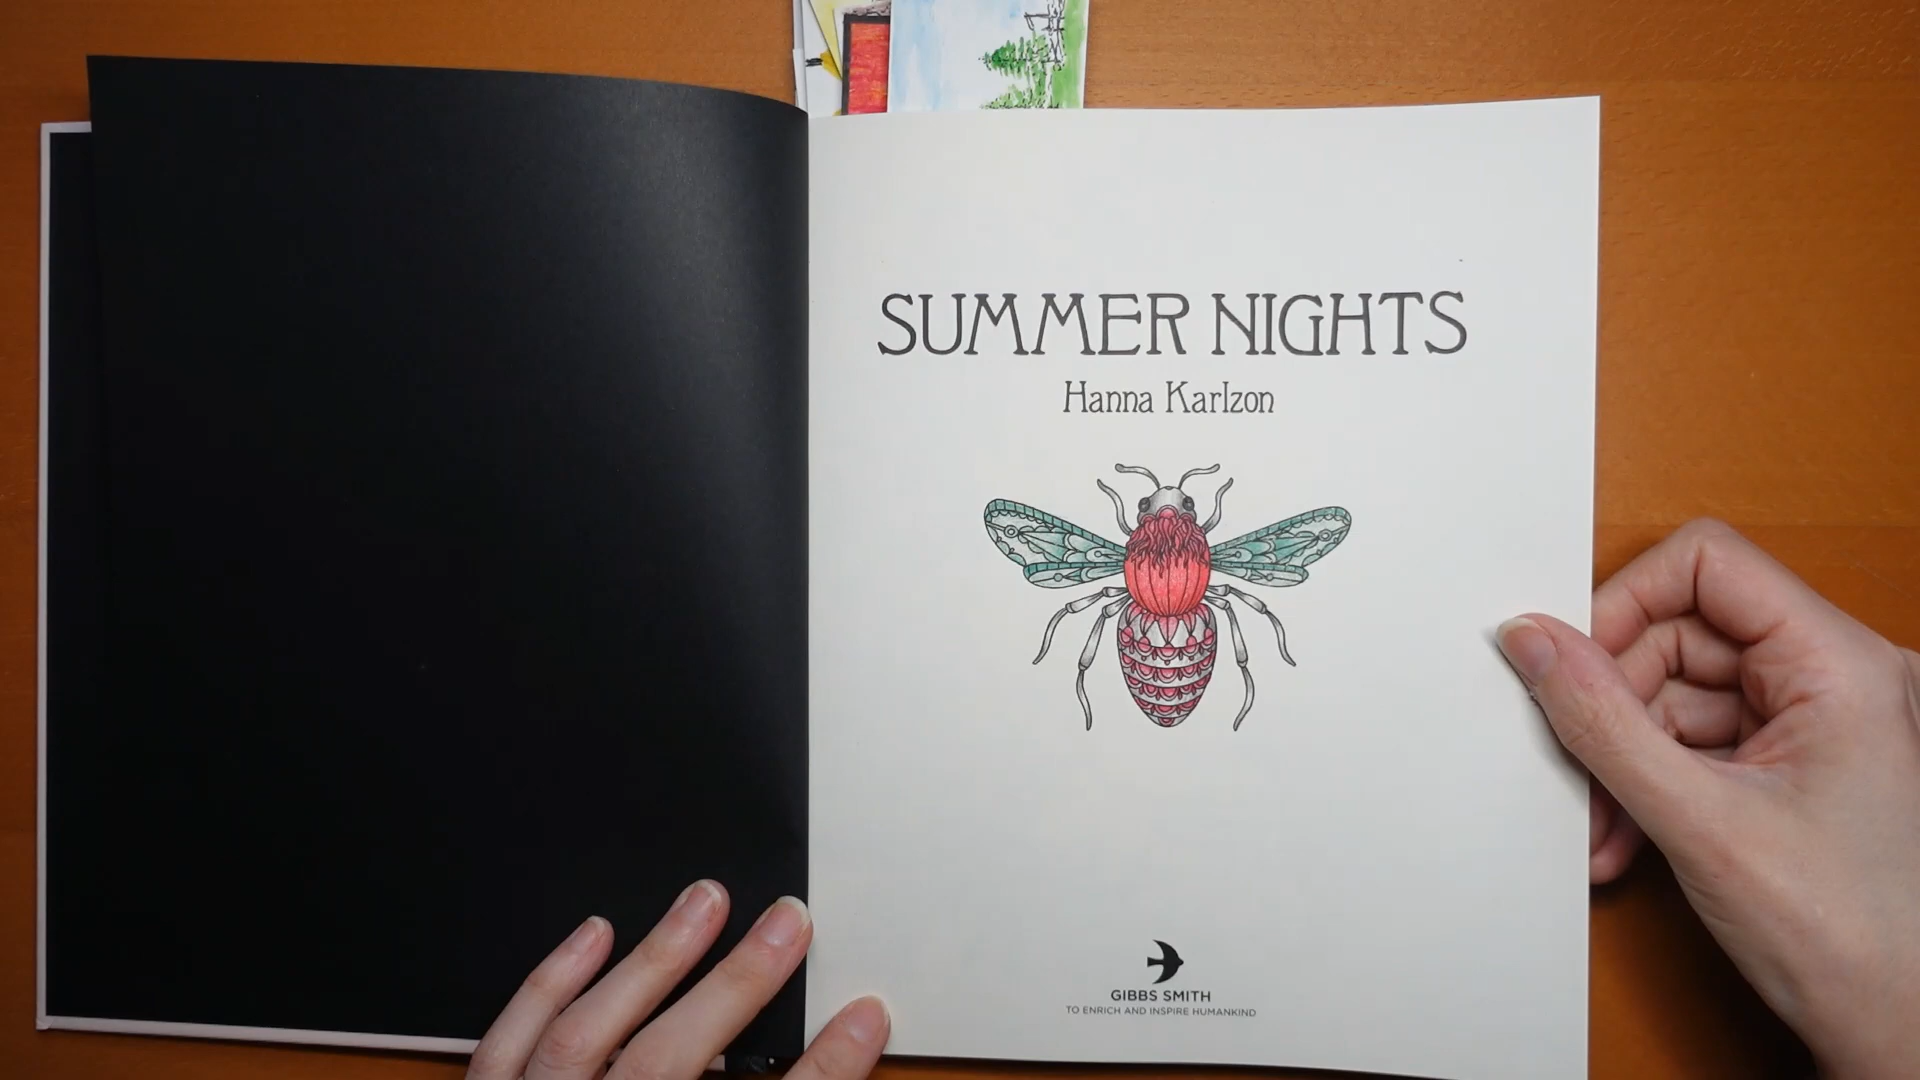 SUMMER NIGHTS
Hanna Karlzon
GIBBS SMITH
TO ENRICH AND INSPIRE HUMANKIND